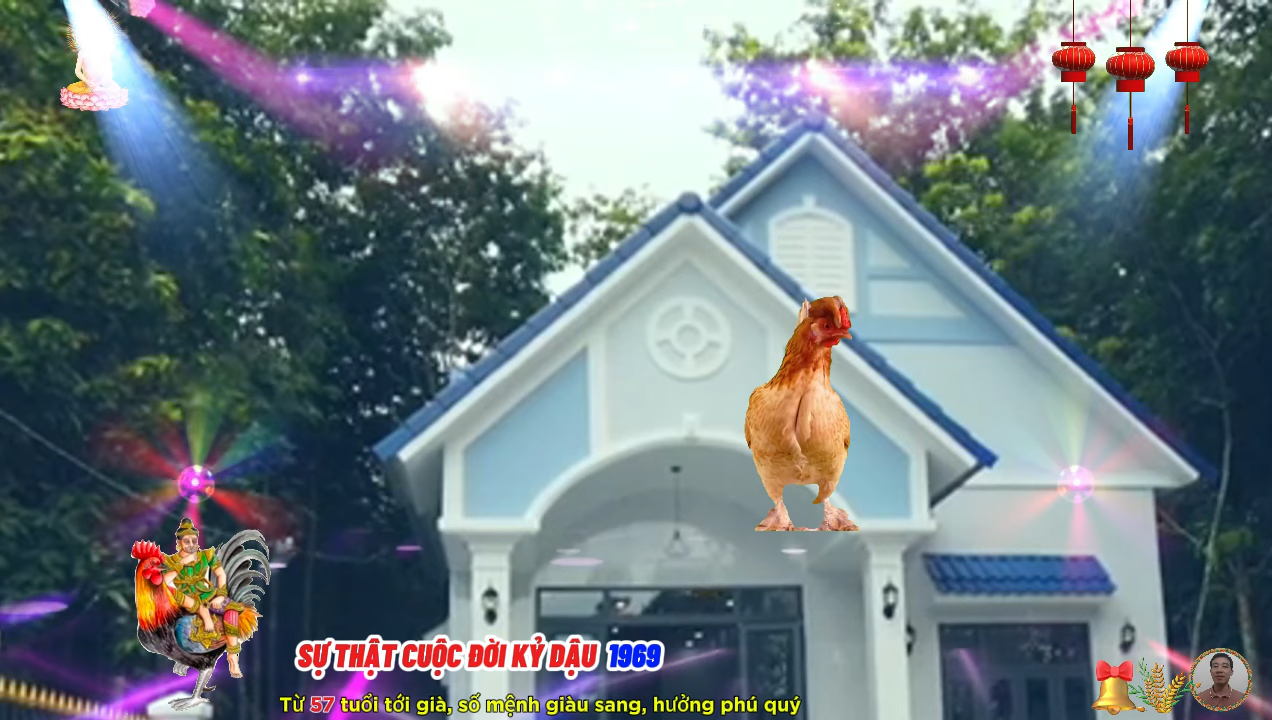 SỰ THẬT CUỘC ĐỜI KỶ DẬU 1969
Từ 57 tuổi tới già, số mệnh giàu sang, hưởng phú quý